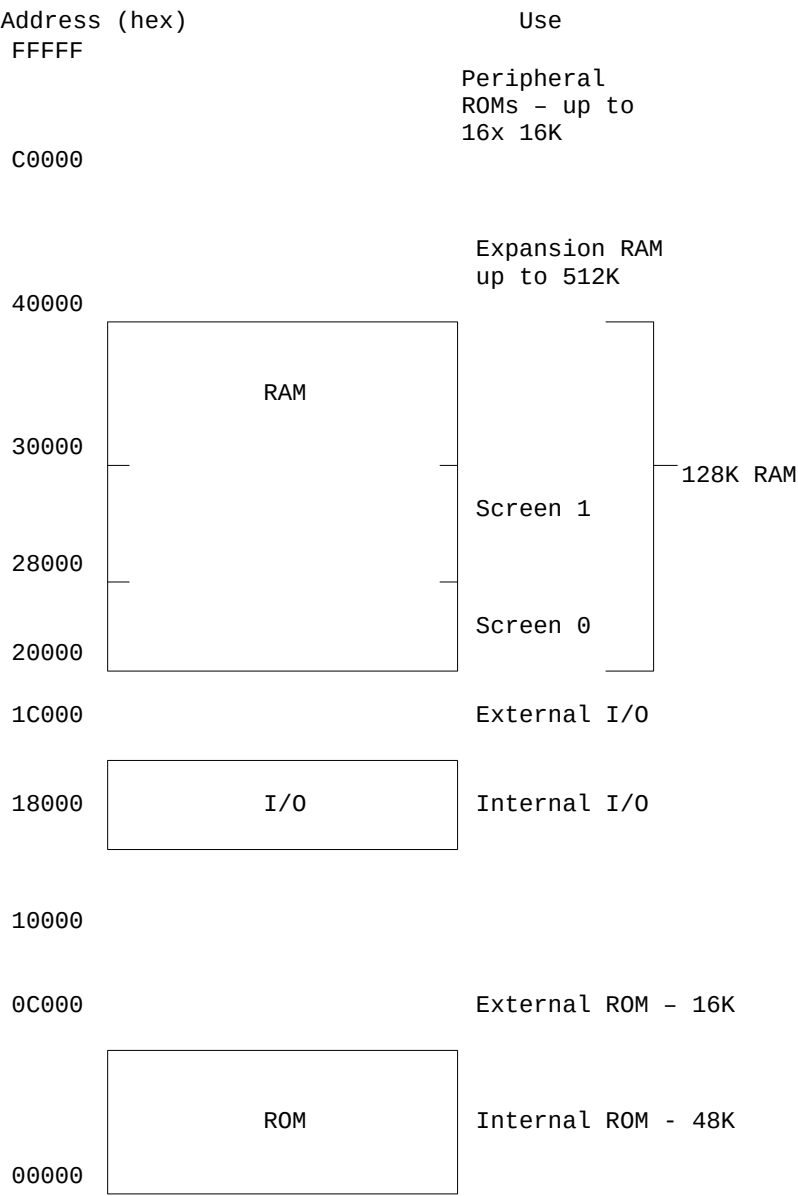 Address (hex) Use
FFFFF
Peripheral
ROMs – up to
16x 16K
C0000
Expansion RAM
up to 512K
40000
RAM
30000
128K RAM
Screen 1
28000
Screen 0
20000
1C000 External I/O
18000 I/O Internal I/O
10000
0C000 External ROM – 16K
ROM Internal ROM - 48K
00000